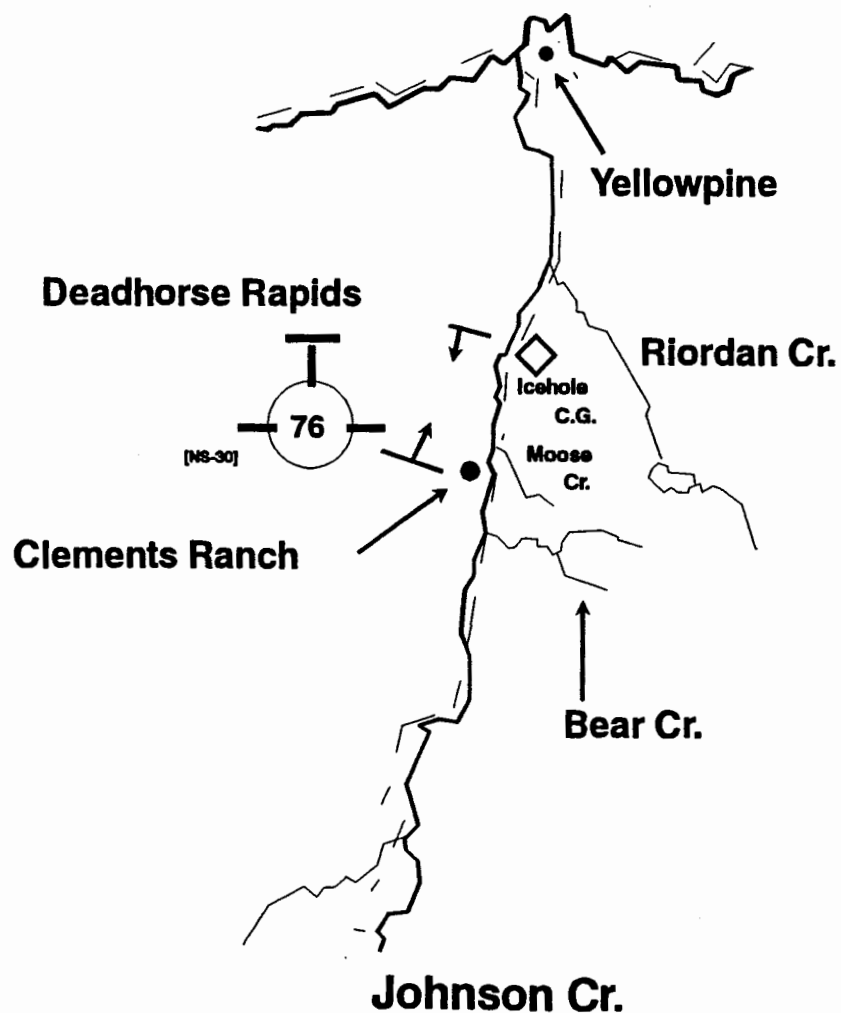 Yellowpine
Deadhorse Rapids
Riordan Cr.
Icehole
C.G.
76
[NS-30]
Moose
Cr.
Clements Ranch
Bear Cr.
Johnson Cr.